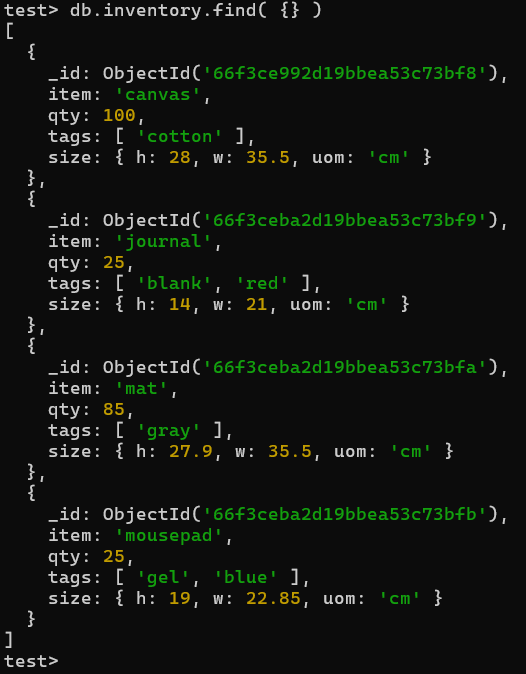 test> db.inventory.find( {} )
[
  {
    _id: ObjectId('66f3ce992d19bbea53c73bf8'),
    item: 'canvas',
    qty: 100,
    tags: [ 'cotton' ],
    size: { h: 28, w: 35.5, uom: 'cm' }
  },
  {
    _id: ObjectId('66f3ceba2d19bbea53c73bf9'),
    item: 'journal',
    qty: 25,
    tags: [ 'blank', 'red' ],
    size: { h: 14, w: 21, uom: 'cm' }
  },
  {
    _id: ObjectId('66f3ceba2d19bbea53c73bfa'),
    item: 'mat',
    qty: 85,
    tags: [ 'gray' ],
    size: { h: 27.9, w: 35.5, uom: 'cm' }
  },
  {
    _id: ObjectId('66f3ceba2d19bbea53c73bfb'),
    item: 'mousepad',
    qty: 25,
    tags: [ 'gel', 'blue' ],
    size: { h: 19, w: 22.85, uom: 'cm' }
  }
]
test>